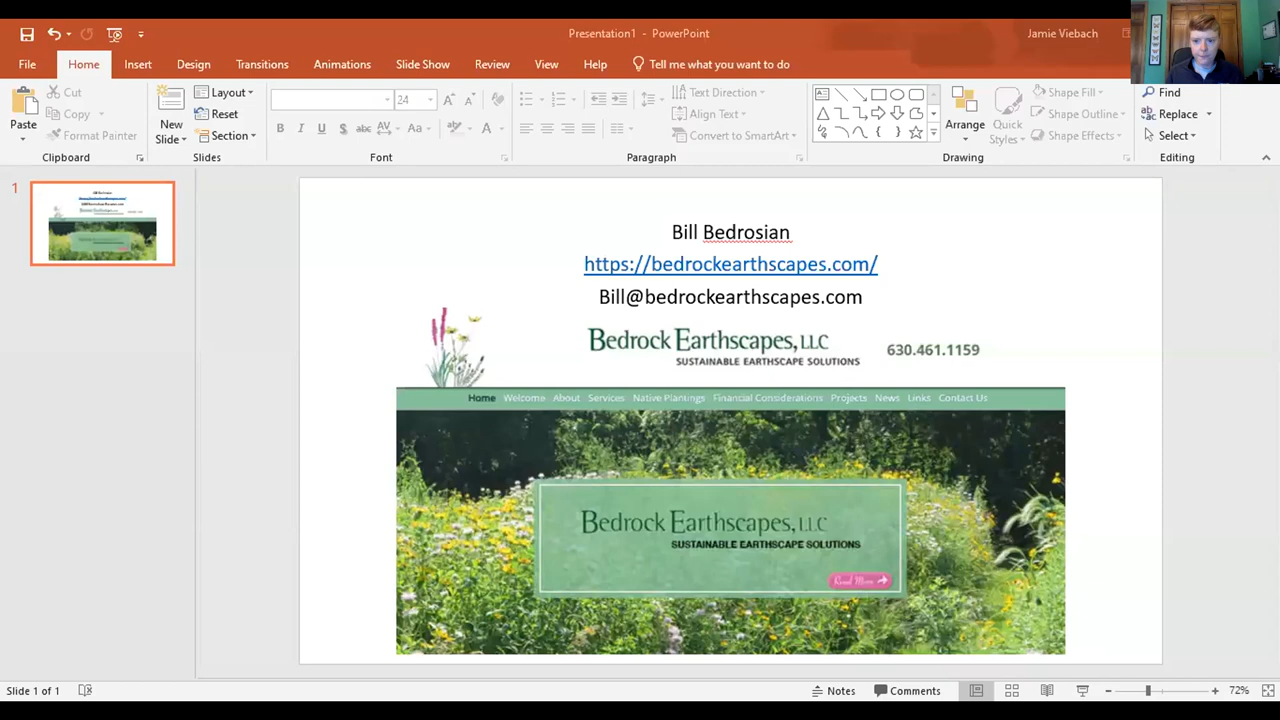 Presentation1 - PowerPoint
Jamie Viebach
File
Home
Insert
Design
Transitions
Animations
Slide Show
Review
View
Help
Tell me what you want to do
Paste
Cut
Copy
Format Painter
Clipboard
New
Slide
Layout
Reset
Section
Slides
24
Font
Text Direction
Align Text
Convert to SmartArt
Paragraph
Arrange
Quick
Styles
Shape Fill
Shape Outline
Shape Effects
Drawing
Find
Replace
Select
Editing
1
Bill Bedrosian
https://bedrockearthscapes.com/
Bill@bedrockearthscapes.com
Bedrock Earthscapes, LLC
SUSTAINABLE EARTHSCAPE SOLUTIONS
630.461.1159
Home Welcome About Services Native Plantings Financial Considerations Projects News Links Contact Us
Bedrock Earthscapes, LLC
SUSTAINABLE EARTHSCAPE SOLUTIONS
Read More
Slide 1 of 1
Notes
Comments
72%